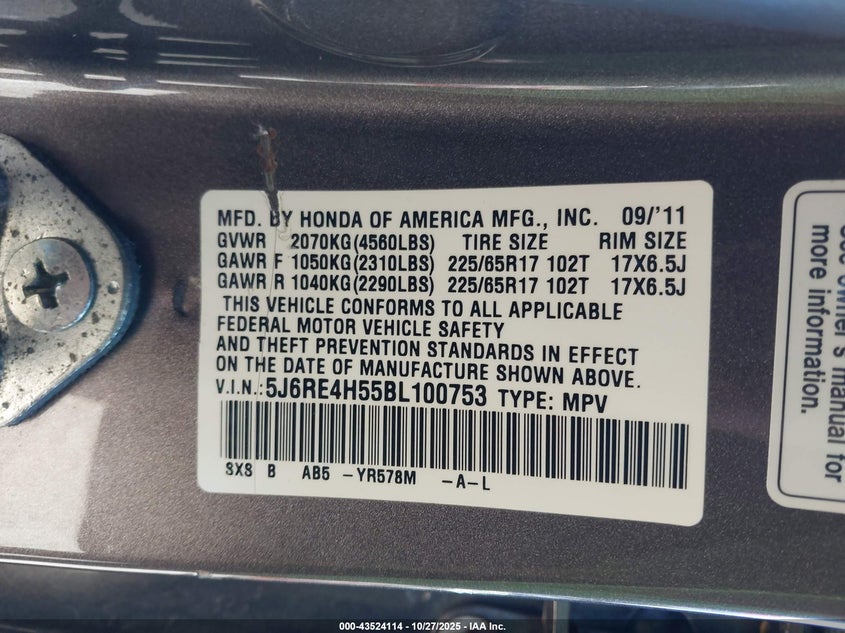 MFD. BY HONDA OF AMERICA MFG., INC. 09/'11
GVWR 2070KG(4560LBS) TIRE SIZE RIM SIZE
GAWR F 1050KG(2310LBS) 225/65R17 102T 17X6.5J
GAWR R 1040KG(2290LBS) 225/65R17 102T 17X6.5J
THIS VEHICLE CONFORMS TO ALL APPLICABLE
FEDERAL MOTOR VEHICLE SAFETY
AND THEFT PREVENTION STANDARDS IN EFFECT
ON THE DATE OF MANUFACTURE SHOWN ABOVE.
V.I.N.: 5J6RE4H55BL100753 TYPE: MPV
SXS B AB5 -YR578M -A-L
See owner's manual for
more information.
000-43524114 | 10/27/2025 | IAA Inc.